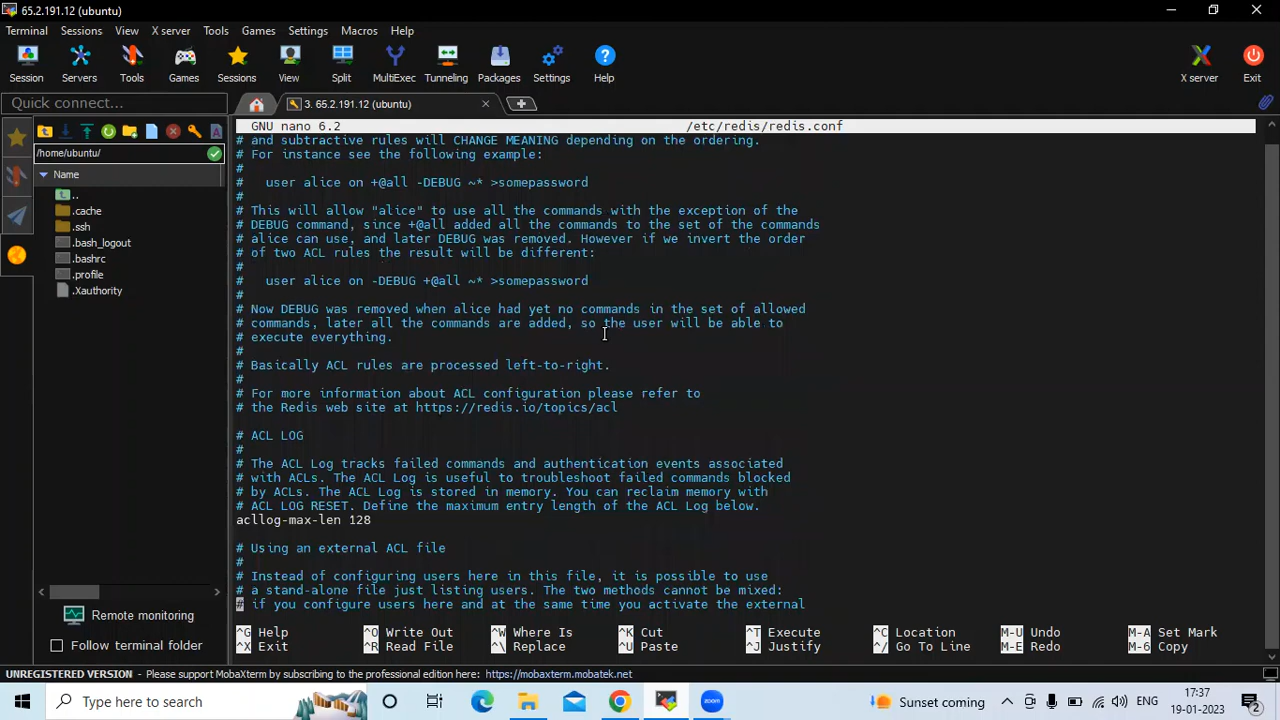 65.2.191.12 (ubuntu)
Terminal Sessions View X server Tools Games Settings Macros Help
Session Servers Tools Games Sessions View Split MultiExec Tunneling Packages Settings Help X server Exit
Quick connect...
3. 65.2.191.12 (ubuntu)
/home/ubuntu/
Name
..
.cache
.ssh
.bash_logout
.bashrc
.profile
.Xauthority
Remote monitoring
Follow terminal folder
GNU nano 6.2 /etc/redis/redis.conf
# and subtractive rules will CHANGE MEANING depending on the ordering.
# For instance see the following example:
#
#   user alice on +@all -DEBUG ~* >somepassword
#
# This will allow "alice" to use all the commands with the exception of the
# DEBUG command, since +@all added all the commands to the set of the commands
# alice can use, and later DEBUG was removed. However if we invert the order
# of two ACL rules the result will be different:
#
#   user alice on -DEBUG +@all ~* >somepassword
#
# Now DEBUG was removed when alice had yet no commands in the set of allowed
# commands, later all the commands are added, so the user will be able to
# execute everything.
#
# Basically ACL rules are processed left-to-right.
#
# For more information about ACL configuration please refer to
# the Redis web site at https://redis.io/topics/acl
# ACL LOG
#
# The ACL Log tracks failed commands and authentication events associated
# with ACLs. The ACL Log is useful to troubleshoot failed commands blocked
# by ACLs. The ACL Log is stored in memory. You can reclaim memory with
# ACL LOG RESET. Define the maximum entry length of the ACL Log below.
acllog-max-len 128
# Using an external ACL file
#
# Instead of configuring users here in this file, it is possible to use
# a stand-alone file just listing users. The two methods cannot be mixed:
# if you configure users here and at the same time you activate the external
^G Help ^O Write Out ^W Where Is ^K Cut ^T Execute ^C Location M-U Undo M-A Set Mark
^X Exit ^R Read File ^\ Replace ^U Paste ^J Justify ^/ Go To Line M-E Redo M-6 Copy
UNREGISTERED VERSION - Please support MobaXterm by subscribing to the professional edition here: https://mobaxterm.mobatek.net
Type here to search
Sunset coming
ENG
17:37
19-01-2023
2